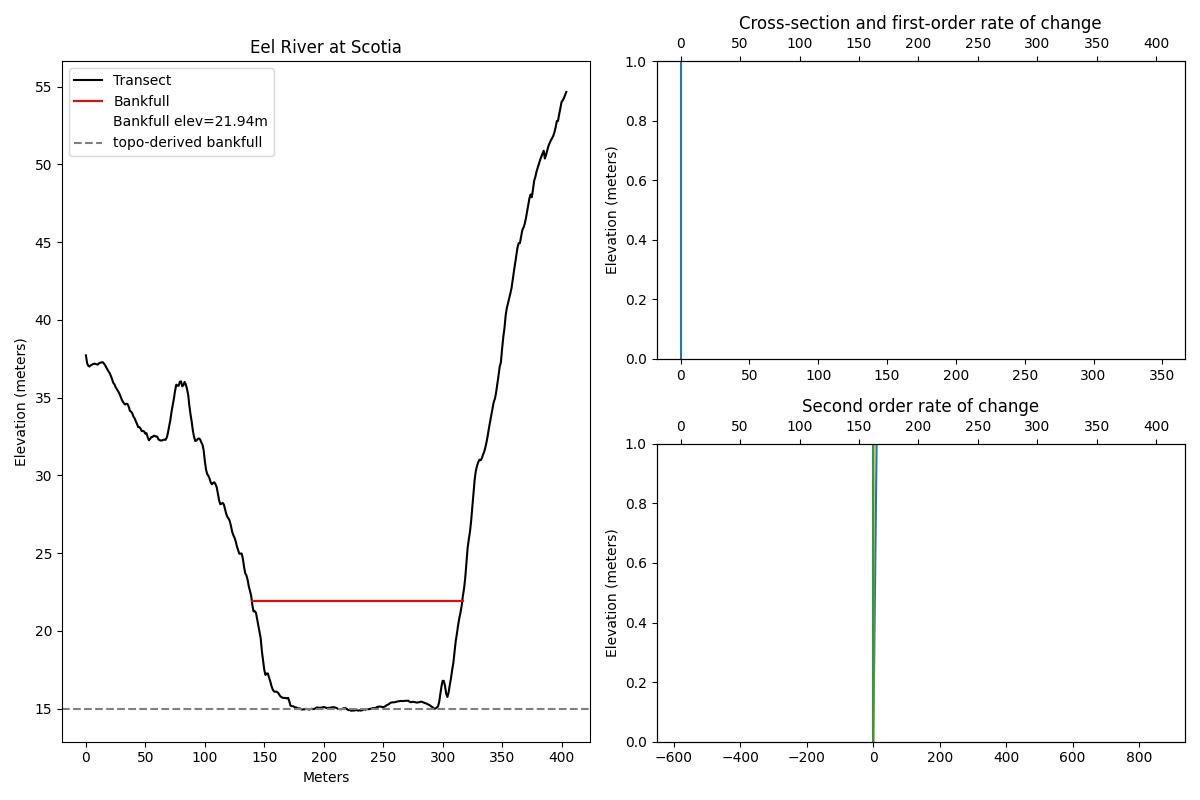 Eel River at Scotia
Transect
Bankfull
Bankfull elev=21.94m
topo-derived bankfull
55
50
45
40
35
30
25
20
15
Elevation (meters)
0 50 100 150 200 250 300 350 400
Meters
Cross-section and first-order rate of change
0 50 100 150 200 250 300 350 400
1.0
0.8
0.6
0.4
0.2
0.0
Elevation (meters)
0 50 100 150 200 250 300 350
Second order rate of change
0 50 100 150 200 250 300 350 400
1.0
0.8
0.6
0.4
0.2
0.0
Elevation (meters)
−600 −400 −200 0 200 400 600 800